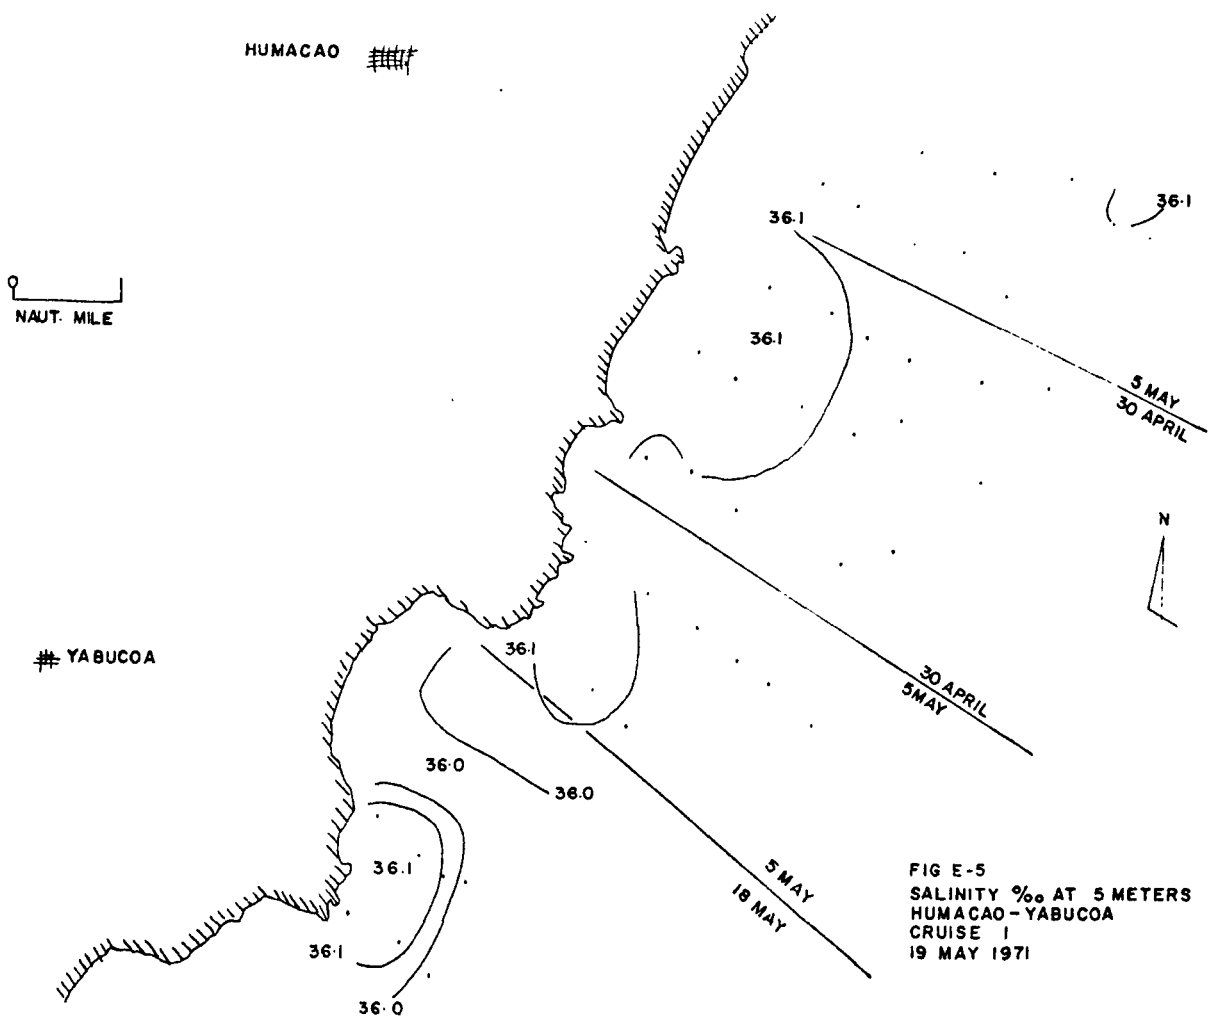 HUMACAO
36.1
36.1
0
NAUT. MILE
36.1
5 MAY
30 APRIL
N
36.1
YABUCOA
30 APRIL
5 MAY
36.0
36.0
36.1
5 MAY
18 MAY
FIG E-5
SALINITY ‰ AT 5 METERS
HUMACAO-YABUCOA
CRUISE 1
19 MAY 1971
36.1
36.0